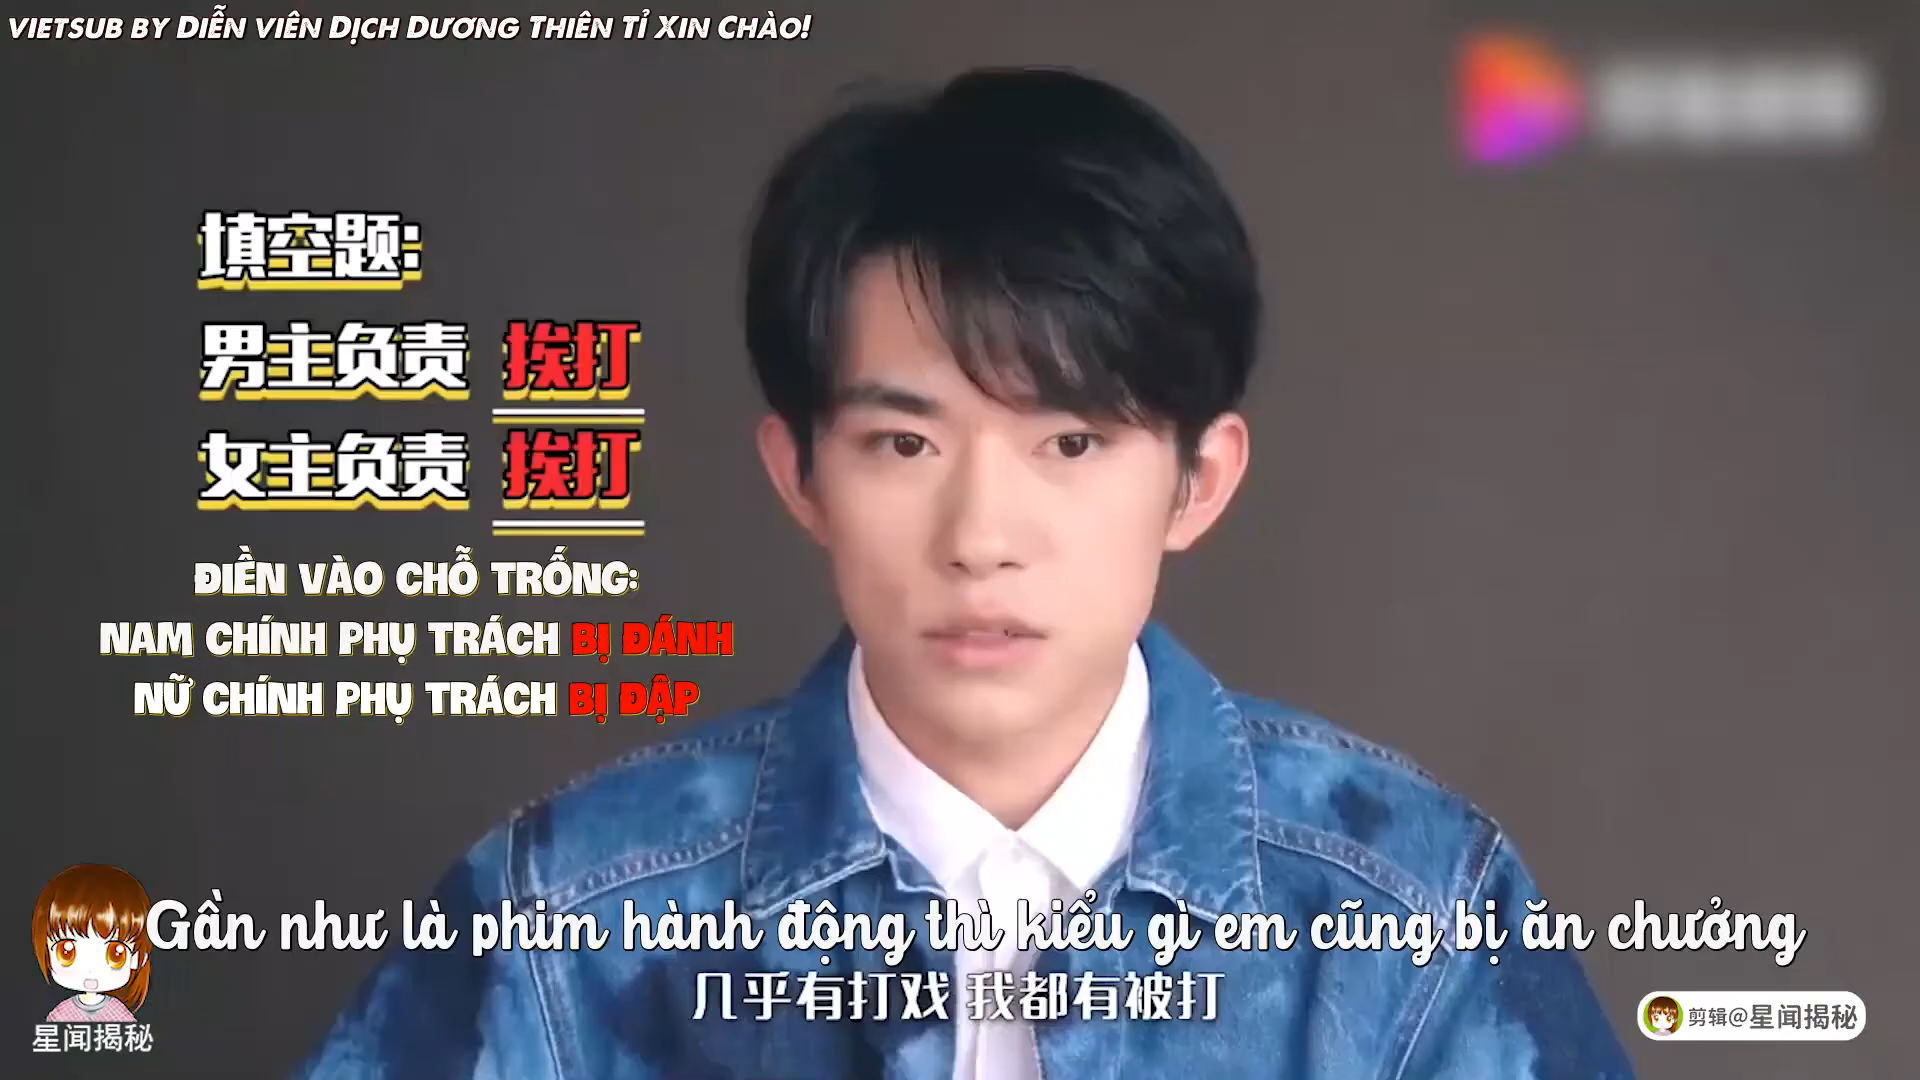 VIETSUB BY DIỄN VIÊN DỊCH DƯƠNG THIÊN TỈ XIN CHÀO!
填空题:
男主负责 挨打
女主负责 挨打
ĐIỀN VÀO CHỖ TRỐNG:
NAM CHÍNH PHỤ TRÁCH BỊ ĐÁNH
NỮ CHÍNH PHỤ TRÁCH BỊ ĐẬP
Gần như là phim hành động thì kiểu gì em cũng bị ăn chưởng
几乎有打戏 我都有被打
星闻揭秘
剪辑@星闻揭秘